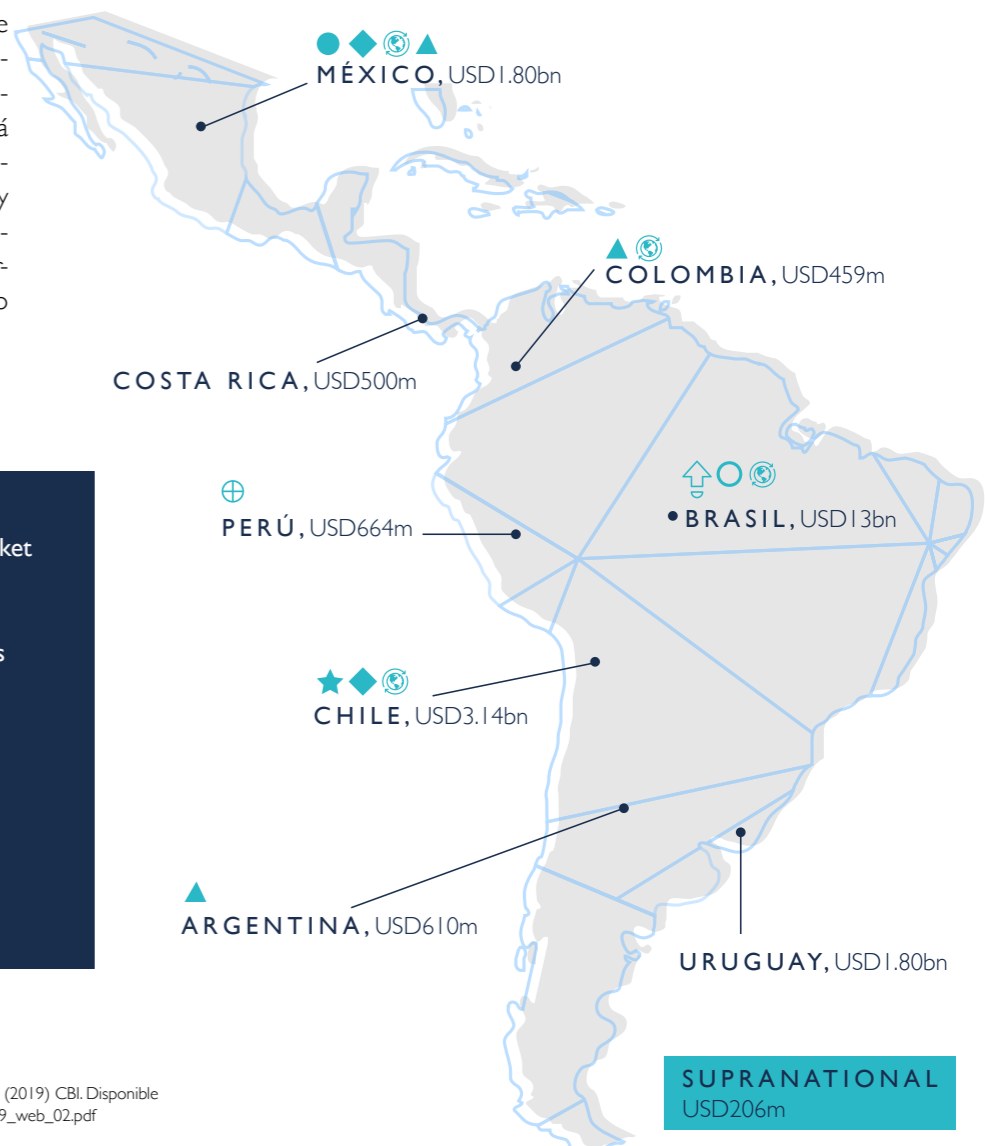 e
-
-
á
-
y
-
r-
o
MÉXICO, USD1.80bn
COLOMBIA, USD459m
COSTA RICA, USD500m
PERÚ, USD664m
BRASIL, USD13bn
ket
s
CHILE, USD3.14bn
ARGENTINA, USD610m
URUGUAY, USD1.80bn
SUPRANATIONAL
USD206m
(2019) CBI. Disponible
9_web_02.pdf